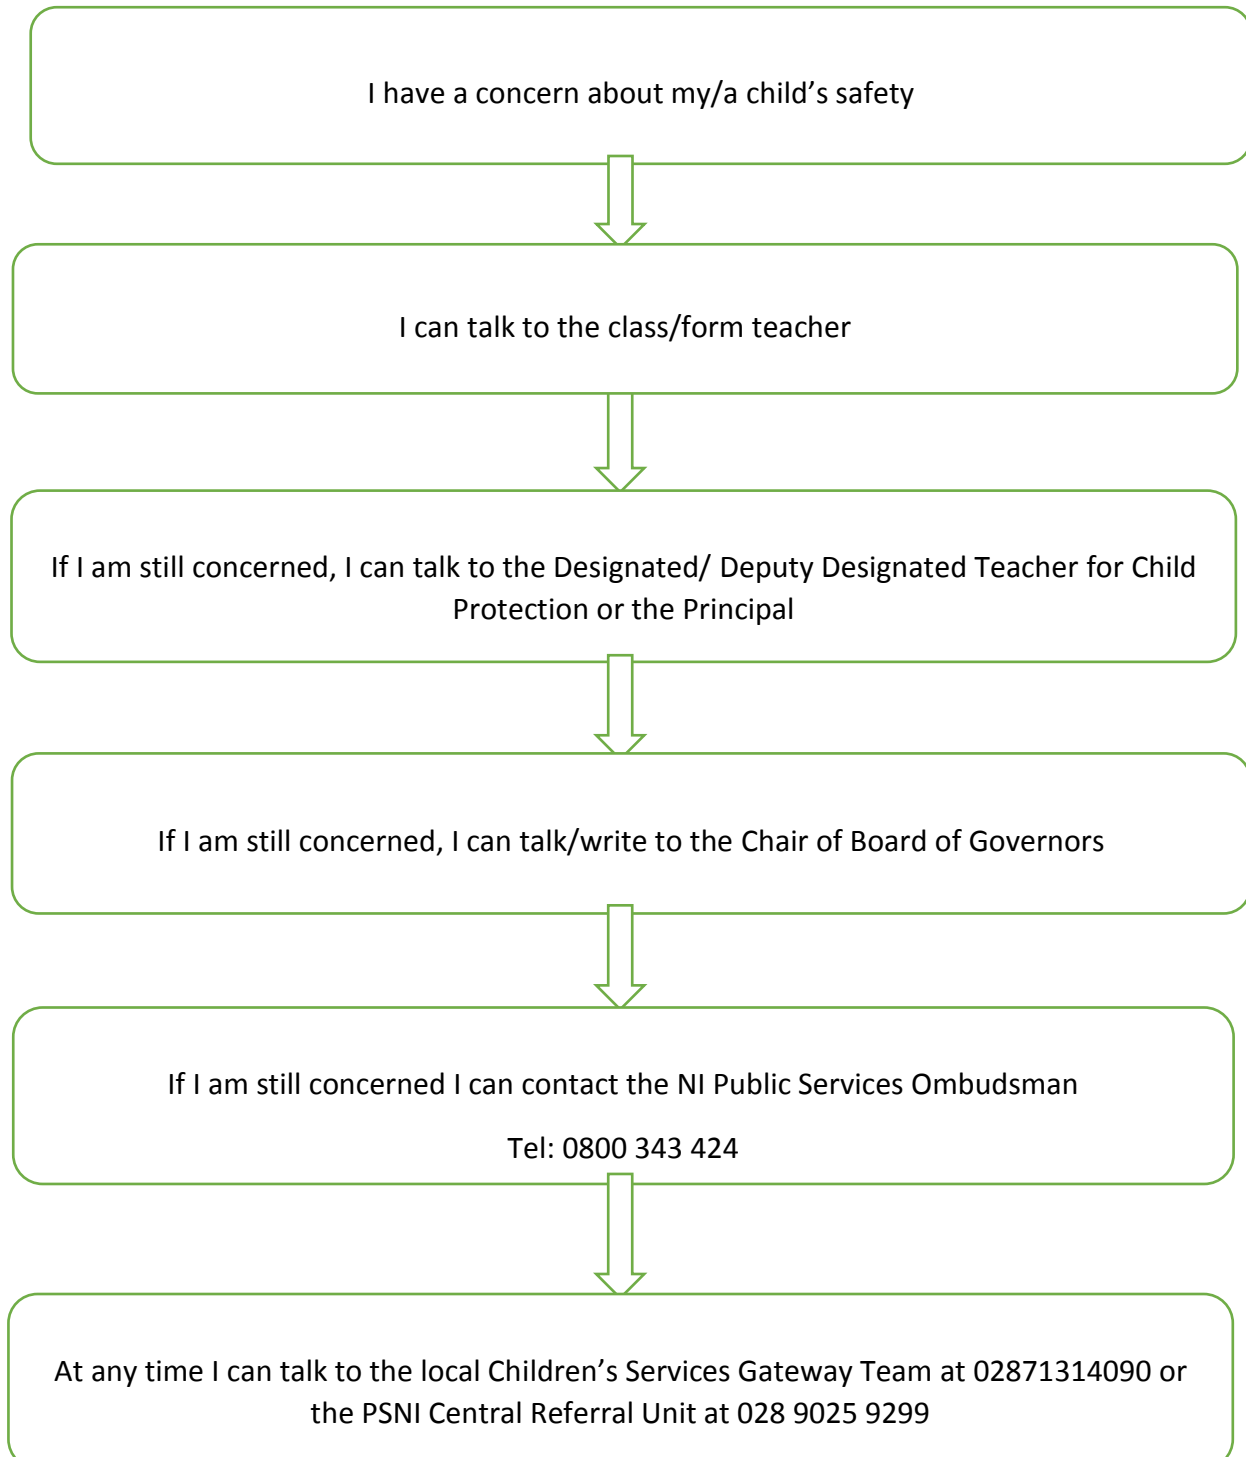 I have a concern about my/a child’s safety
I can talk to the class/form teacher
If I am still concerned, I can talk to the Designated/ Deputy Designated Teacher for Child
Protection or the Principal
If I am still concerned, I can talk/write to the Chair of Board of Governors
If I am still concerned I can contact the NI Public Services Ombudsman
Tel: 0800 343 424
At any time I can talk to the local Children’s Services Gateway Team at 02871314090 or
the PSNI Central Referral Unit at 028 9025 9299